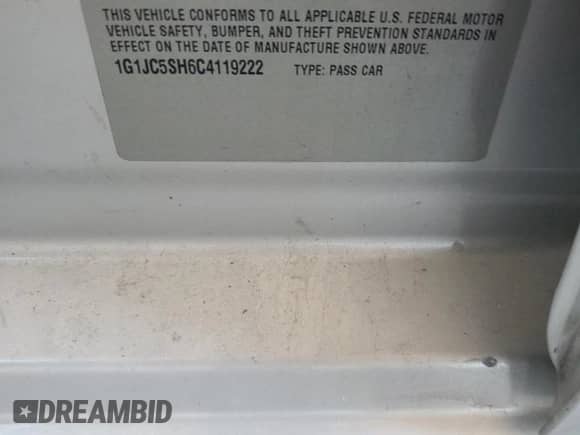 THIS VEHICLE CONFORMS TO ALL APPLICABLE U.S. FEDERAL MOTOR
VEHICLE SAFETY, BUMPER, AND THEFT PREVENTION STANDARDS IN
EFFECT ON THE DATE OF MANUFACTURE SHOWN ABOVE.
1G1JC5SH6C4119222 TYPE: PASS CAR
DREAMBID